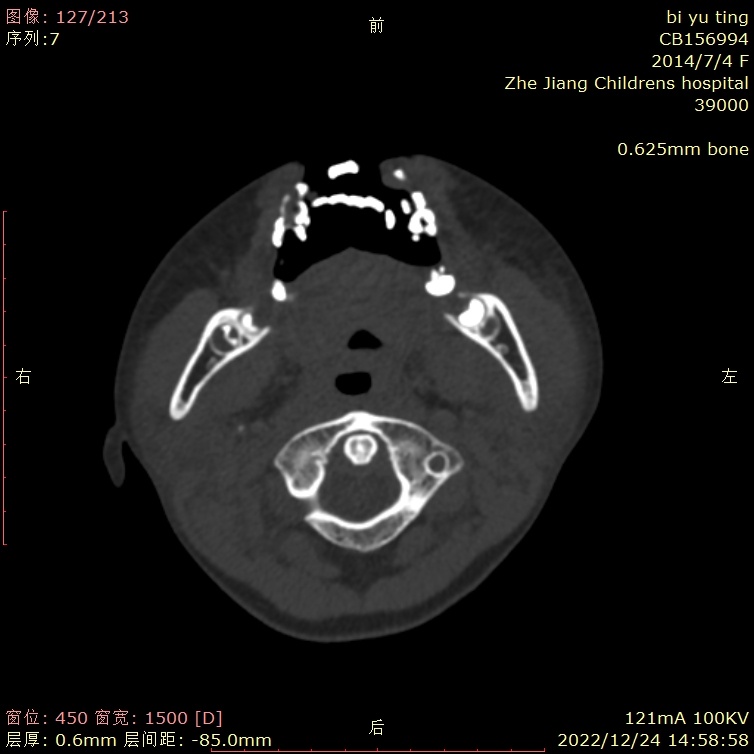 图像: 127/213
序列:7
前
bi yu ting
CB156994
2014/7/4 F
Zhe Jiang Childrens hospital
39000
0.625mm bone
右
左
窗位: 450 窗宽: 1500 [D]
层厚: 0.6mm 层间距: -85.0mm
后
121mA 100KV
2022/12/24 14:58:58